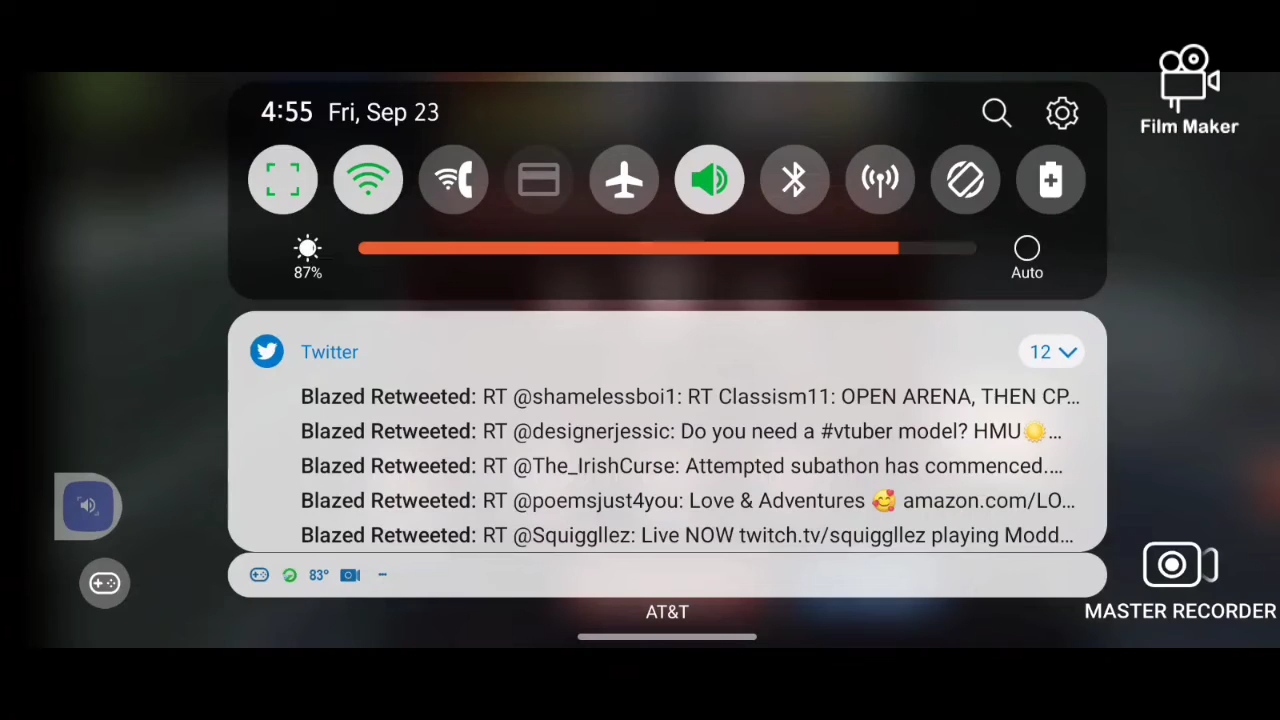 4:55 Fri, Sep 23
Film Maker
87%
Auto
Twitter
12
Blazed Retweeted: RT @shamelessboi1: RT Classism11: OPEN ARENA, THEN CP...
Blazed Retweeted: RT @designerjessic: Do you need a #vtuber model? HMU🌞...
Blazed Retweeted: RT @The_IrishCurse: Attempted subathon has commenced....
Blazed Retweeted: RT @poemsjust4you: Love & Adventures 🥰 amazon.com/LO...
Blazed Retweeted: RT @Squiggllez: Live NOW twitch.tv/squiggllez playing Modd...
83°
AT&T
MASTER RECORDER